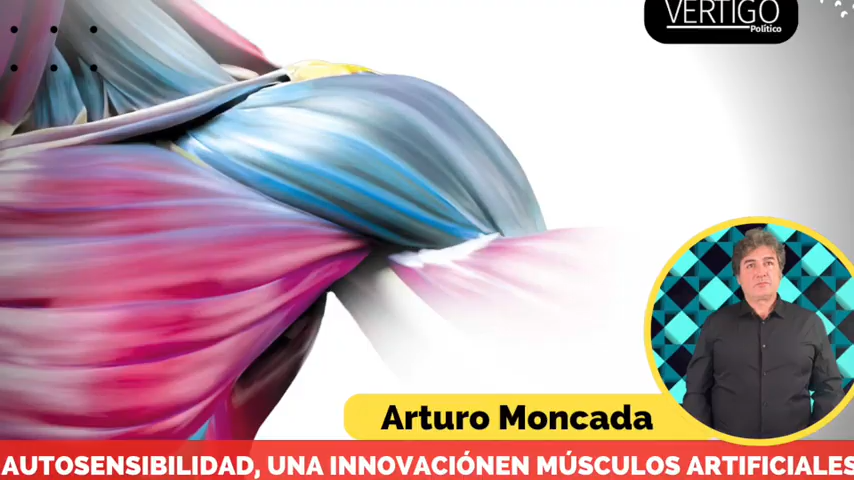 VERTIGO
Político
Arturo Moncada
AUTOSENSIBILIDAD, UNA INNOVACIÓNEN MÚSCULOS ARTIFICIALES